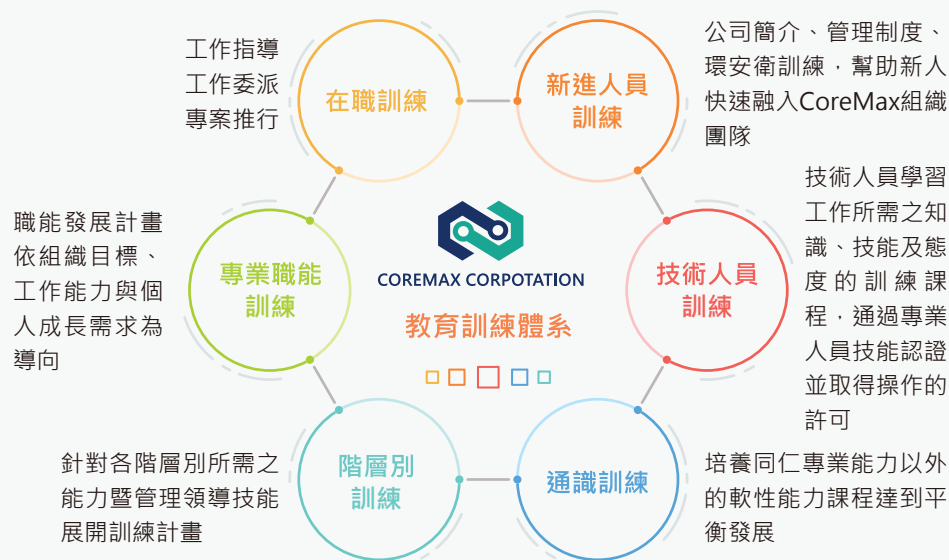 工作指導
工作委派
專案推行
在職訓練
新進人員
訓練
公司簡介、管理制度、
環安衛訓練，幫助新人
快速融入CoreMax組織
團隊
職能發展計畫
依組織目標、
工作能力與個
人成長需求為
導向
專業職能
訓練
COREMAX CORPOTATION
教育訓練體系
技術人員
訓練
技術人員學習
工作所需之知
識、技能及態
度的訓練課
程，通過專業
人員技能認證
並取得操作的
許可
針對各階層別所需之
能力暨管理領導技能
展開訓練計畫
階層別
訓練
通識訓練
培養同仁專業能力以外
的軟性能力課程達到平
衡發展